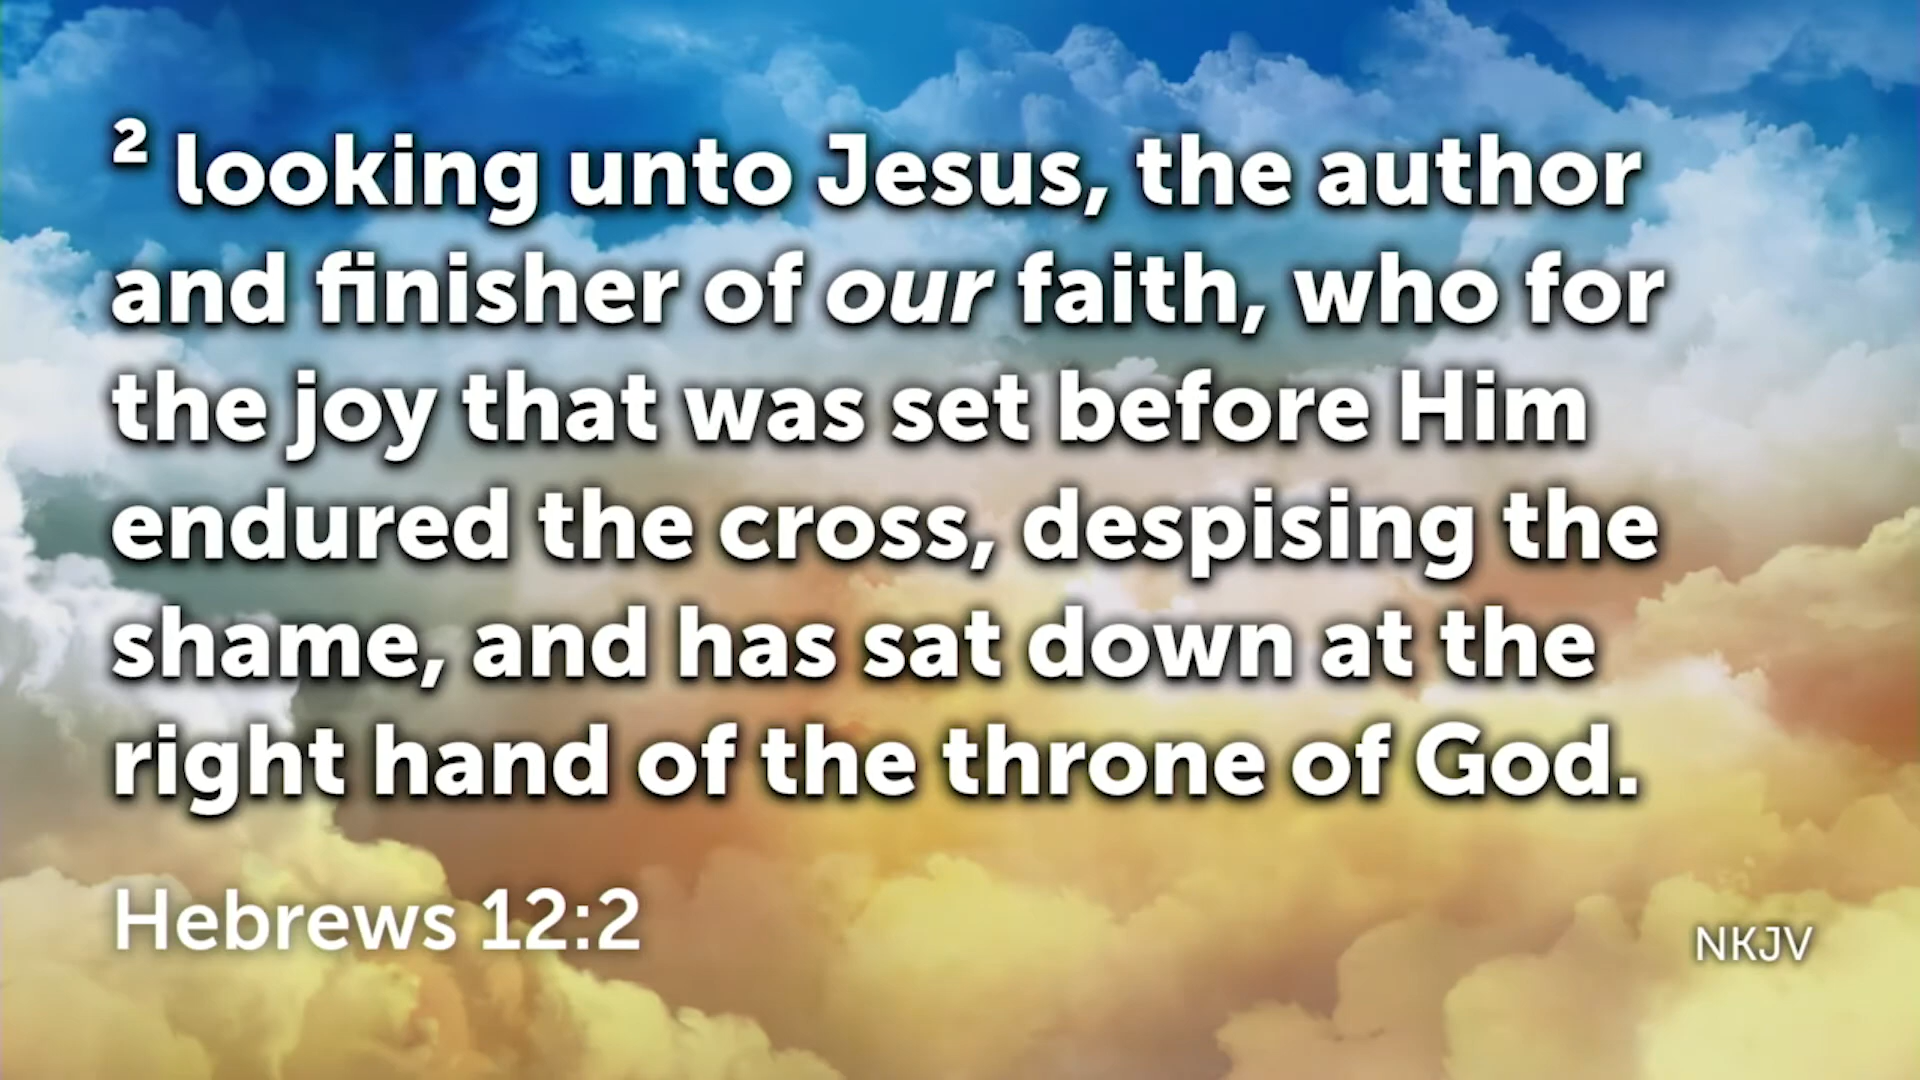 ² looking unto Jesus, the author
and finisher of our faith, who for
the joy that was set before Him
endured the cross, despising the
shame, and has sat down at the
right hand of the throne of God.
Hebrews 12:2
NKJV